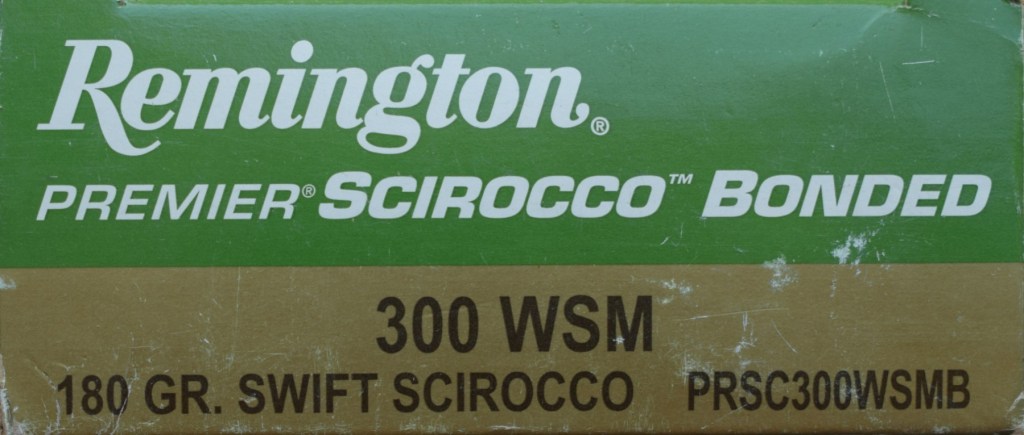 Remington®
PREMIER® SCIROCCO™ BONDED
300 WSM
180 GR. SWIFT SCIROCCO PRSC300WSMB